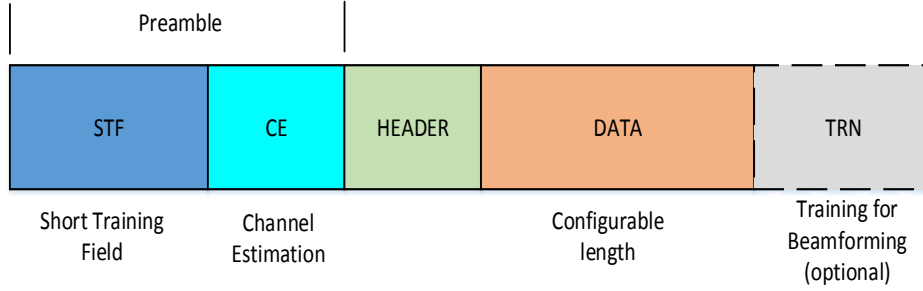 Preamble
STF
CE
HEADER
DATA
TRN
Short Training
Field
Channel
Estimation
Configurable
length
Training for
Beamforming
(optional)